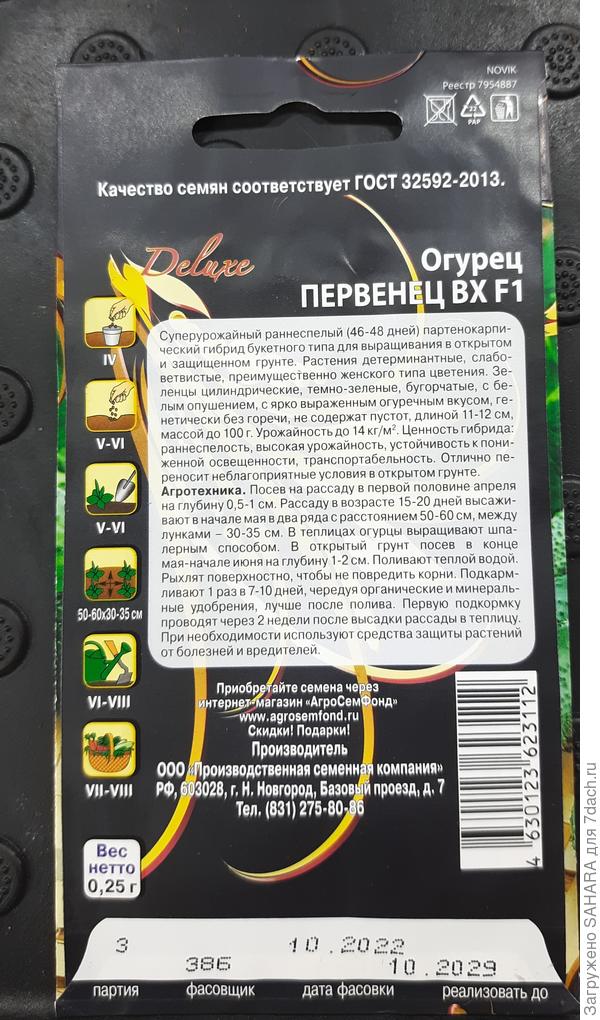 NOVIK
Реестр 7954887
22
PAP
Качество семян соответствует ГОСТ 32592-2013.
Deluxe
Огурец
ПЕРВЕНЕЦ ВХ F1
Суперурожайный раннеспелый (46-48 дней) партенокарпи-
ческий гибрид букетного типа для выращивания в открытом
и защищенном грунте. Растения детерминантные, слабо-
ветвистые, преимущественно женского типа цветения. Зе-
ленцы цилиндрические, темно-зеленые, бугорчатые, с бе-
лым опушением, с ярко выраженным огуречным вкусом, ге-
нетически без горечи, не содержат пустот, длиной 11-12 см,
массой до 100 г. Урожайность до 14 кг/м². Ценность гибрида:
раннеспелость, высокая урожайность, устойчивость к пони-
женной освещенности, транспортабельность. Отлично пе-
реносит неблагоприятные условия в открытом грунте.
Агротехника. Посев на рассаду в первой половине апреля
на глубину 0,5-1 см. Рассаду в возрасте 15-20 дней высажи-
вают в начале мая в два ряда с расстоянием 50-60 см, между
лунками – 30-35 см. В теплицах огурцы выращивают шпа-
лерным способом. В открытый грунт посев в конце
мая-начале июня на глубину 1-2 см. Поливают теплой водой.
Рыхлят поверхностно, чтобы не повредить корни. Подкарм-
ливают 1 раз в 7-10 дней, чередуя органические и минераль-
ные удобрения, лучше после полива. Первую подкормку
проводят через 2 недели после высадки рассады в теплицу.
При необходимости используют средства защиты растений
от болезней и вредителей.
IV
V-VI
V-VI
50-60х30-35 см
VI-VIII
VII-VIII
Приобретайте семена через
интернет-магазин «АгроСемФонд»
www.agrosemfond.ru
Скидки! Подарки!
Производитель
ООО «Производственная семенная компания»
РФ, 603028, г. Н. Новгород, Базовый проезд, д. 7
Тел. (831) 275-80-86
4 630123 623112
Вес
нетто
0,25 г
3 10.2022
386 10.2029
партия фасовщик дата фасовки реализовать до
Загружено SAHARA для 7dach.ru